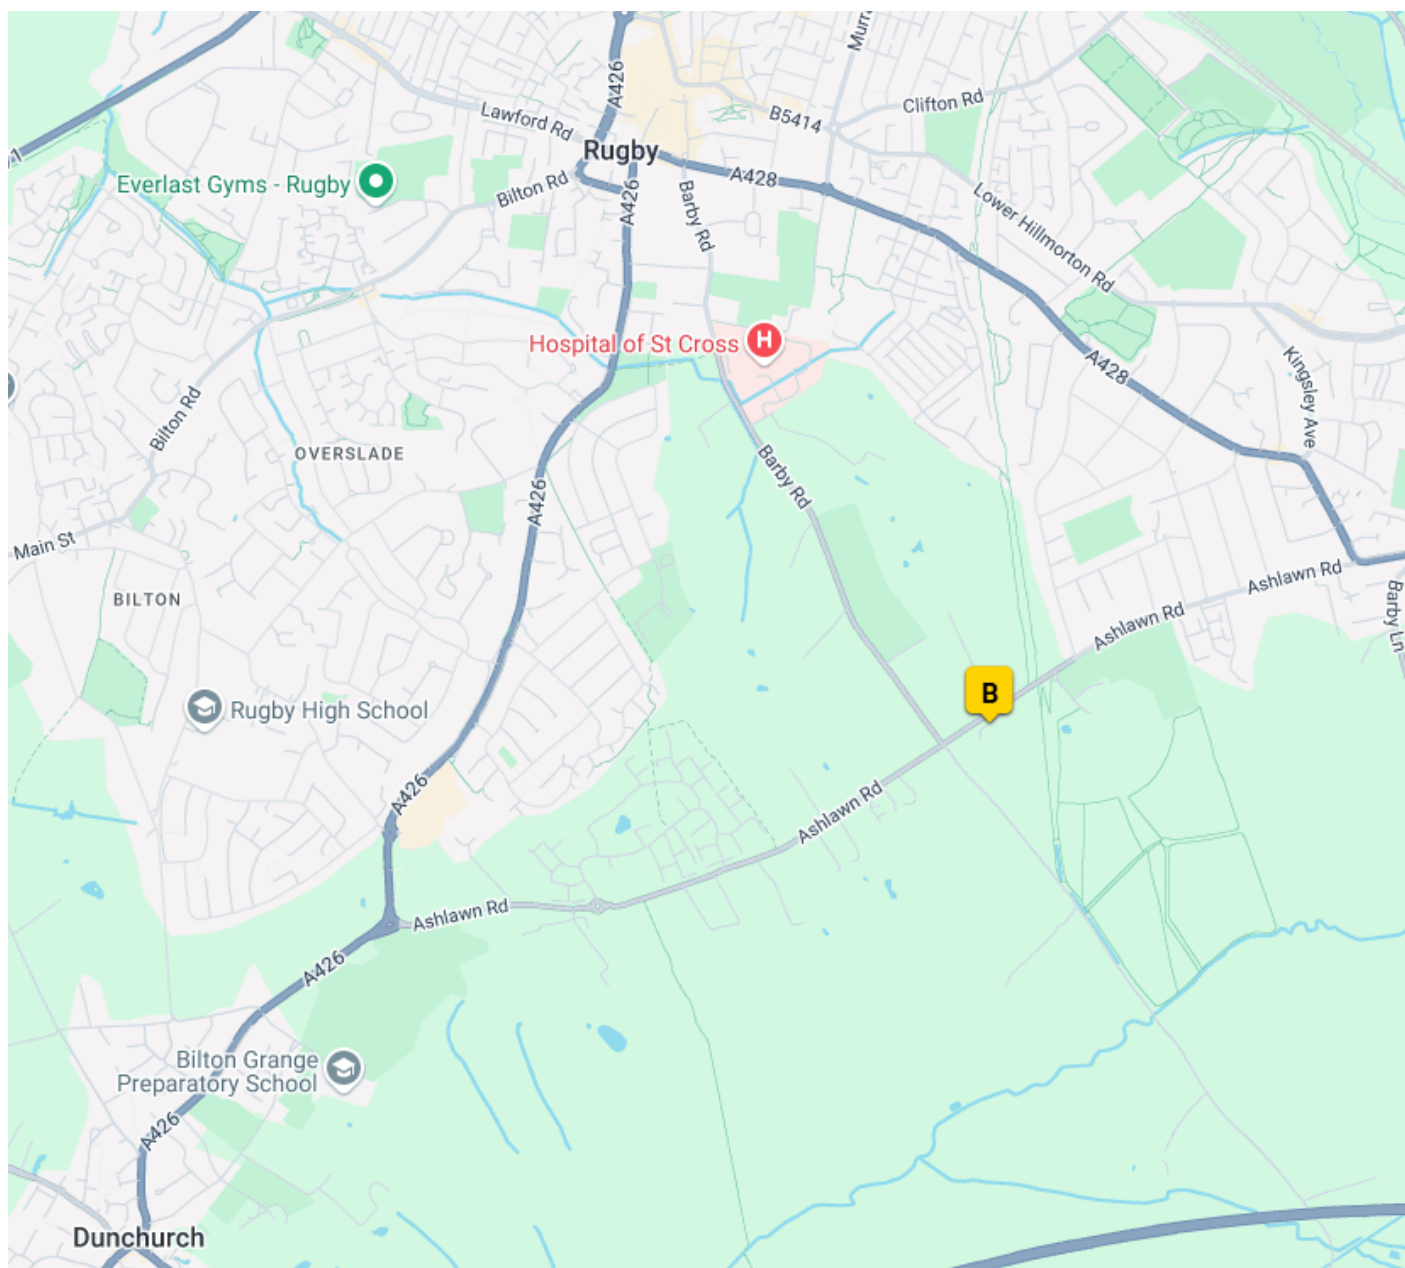 A426
Murra
Clifton Rd
Lawford Rd
B5414
Rugby
1
Everlast Gyms - Rugby
Bilton Rd
A426
Barby Rd
A428
Lower Hillmorton Rd
Hospital of St Cross
H
A428
Kingsley Ave
Bilton Rd
OVERSLADE
Barby Rd
A426
Main St
BILTON
Ashlawn Rd
Ashlawn Rd
Barby Ln
B
Rugby High School
A426
Ashlawn Rd
Ashlawn Rd
A426
Bilton Grange
Preparatory School
A426
Dunchurch